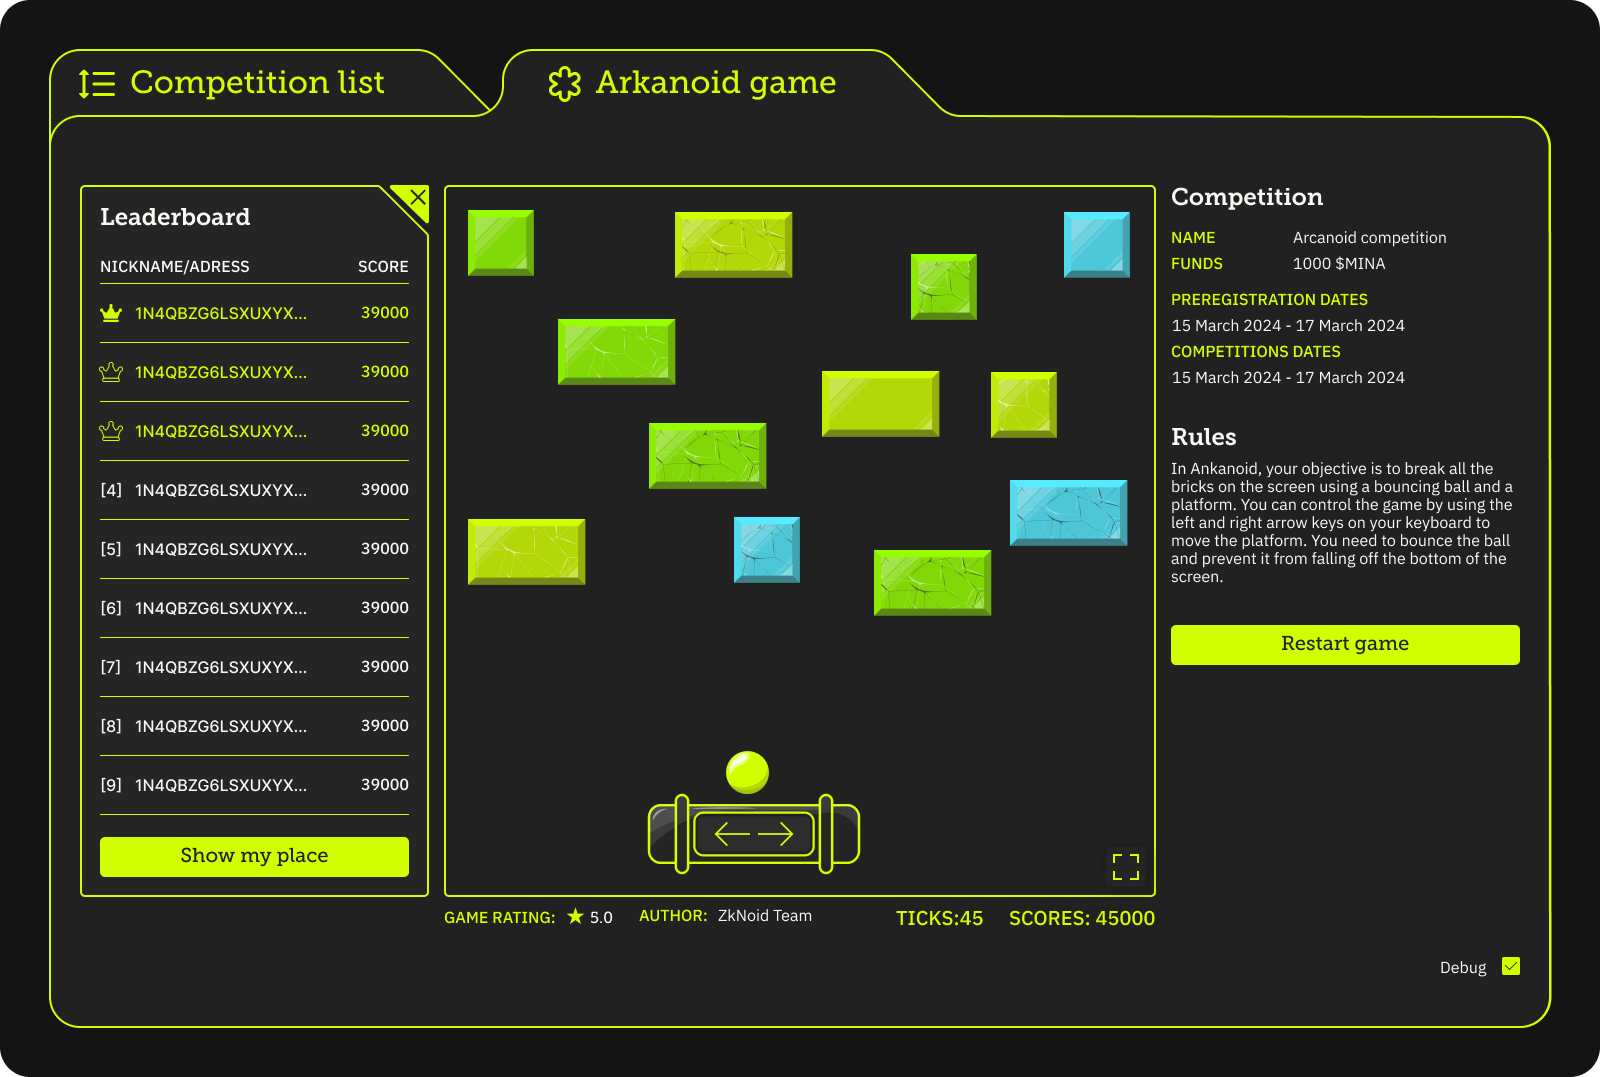 Competition list
Arkanoid game
Leaderboard
NICKNAME/ADRESS SCORE
1N4QBZG6LSXUXYX... 39000
1N4QBZG6LSXUXYX... 39000
1N4QBZG6LSXUXYX... 39000
[4] 1N4QBZG6LSXUXYX... 39000
[5] 1N4QBZG6LSXUXYX... 39000
[6] 1N4QBZG6LSXUXYX... 39000
[7] 1N4QBZG6LSXUXYX... 39000
[8] 1N4QBZG6LSXUXYX... 39000
[9] 1N4QBZG6LSXUXYX... 39000
Show my place
GAME RATING: 5.0
AUTHOR: ZkNoid Team
TICKS:45
SCORES: 45000
Competition
NAME Arcanoid competition
FUNDS 1000 $MINA
PREREGISTRATION DATES
15 March 2024 - 17 March 2024
COMPETITIONS DATES
15 March 2024 - 17 March 2024
Rules
In Ankanoid, your objective is to break all the
bricks on the screen using a bouncing ball and a
platform. You can control the game by using the
left and right arrow keys on your keyboard to
move the platform. You need to bounce the ball
and prevent it from falling off the bottom of the
screen.
Restart game
Debug